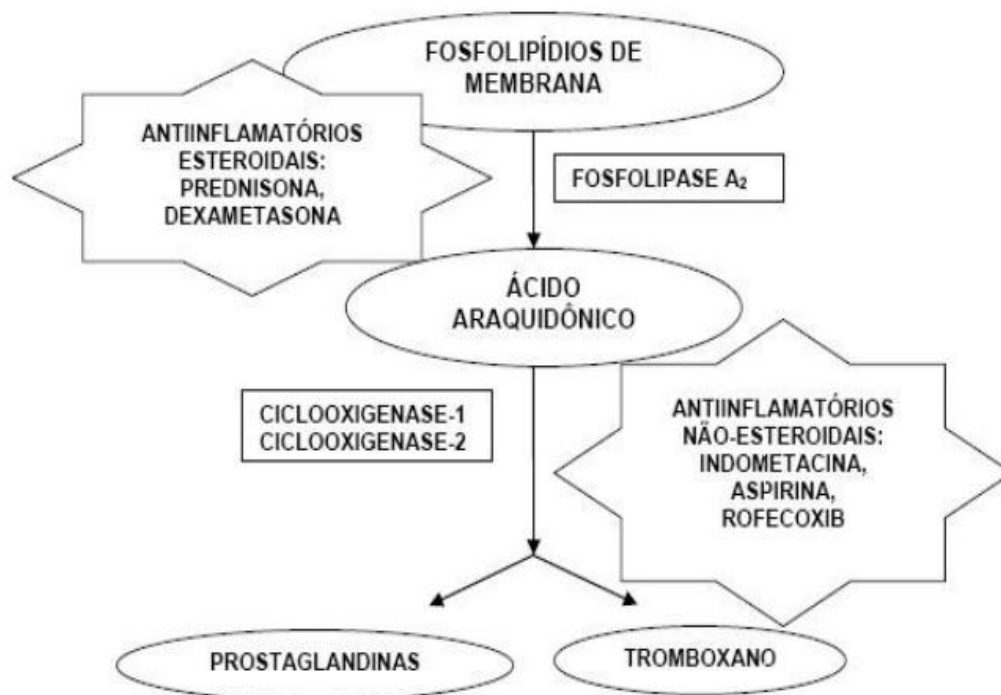 FOSFOLIPÍDIOS DE
MEMBRANA
ANTIINFLAMATÓRIOS
ESTEROIDAIS:
PREDNISONA,
DEXAMETASONA
FOSFOLIPASE A₂
ÁCIDO
ARAQUIDÔNICO
CICLOOXIGENASE-1
CICLOOXIGENASE-2
ANTIINFLAMATÓRIOS
NÃO-ESTEROIDAIS:
INDOMETACINA,
ASPIRINA,
ROFECOXIB
PROSTAGLANDINAS
TROMBOXANO